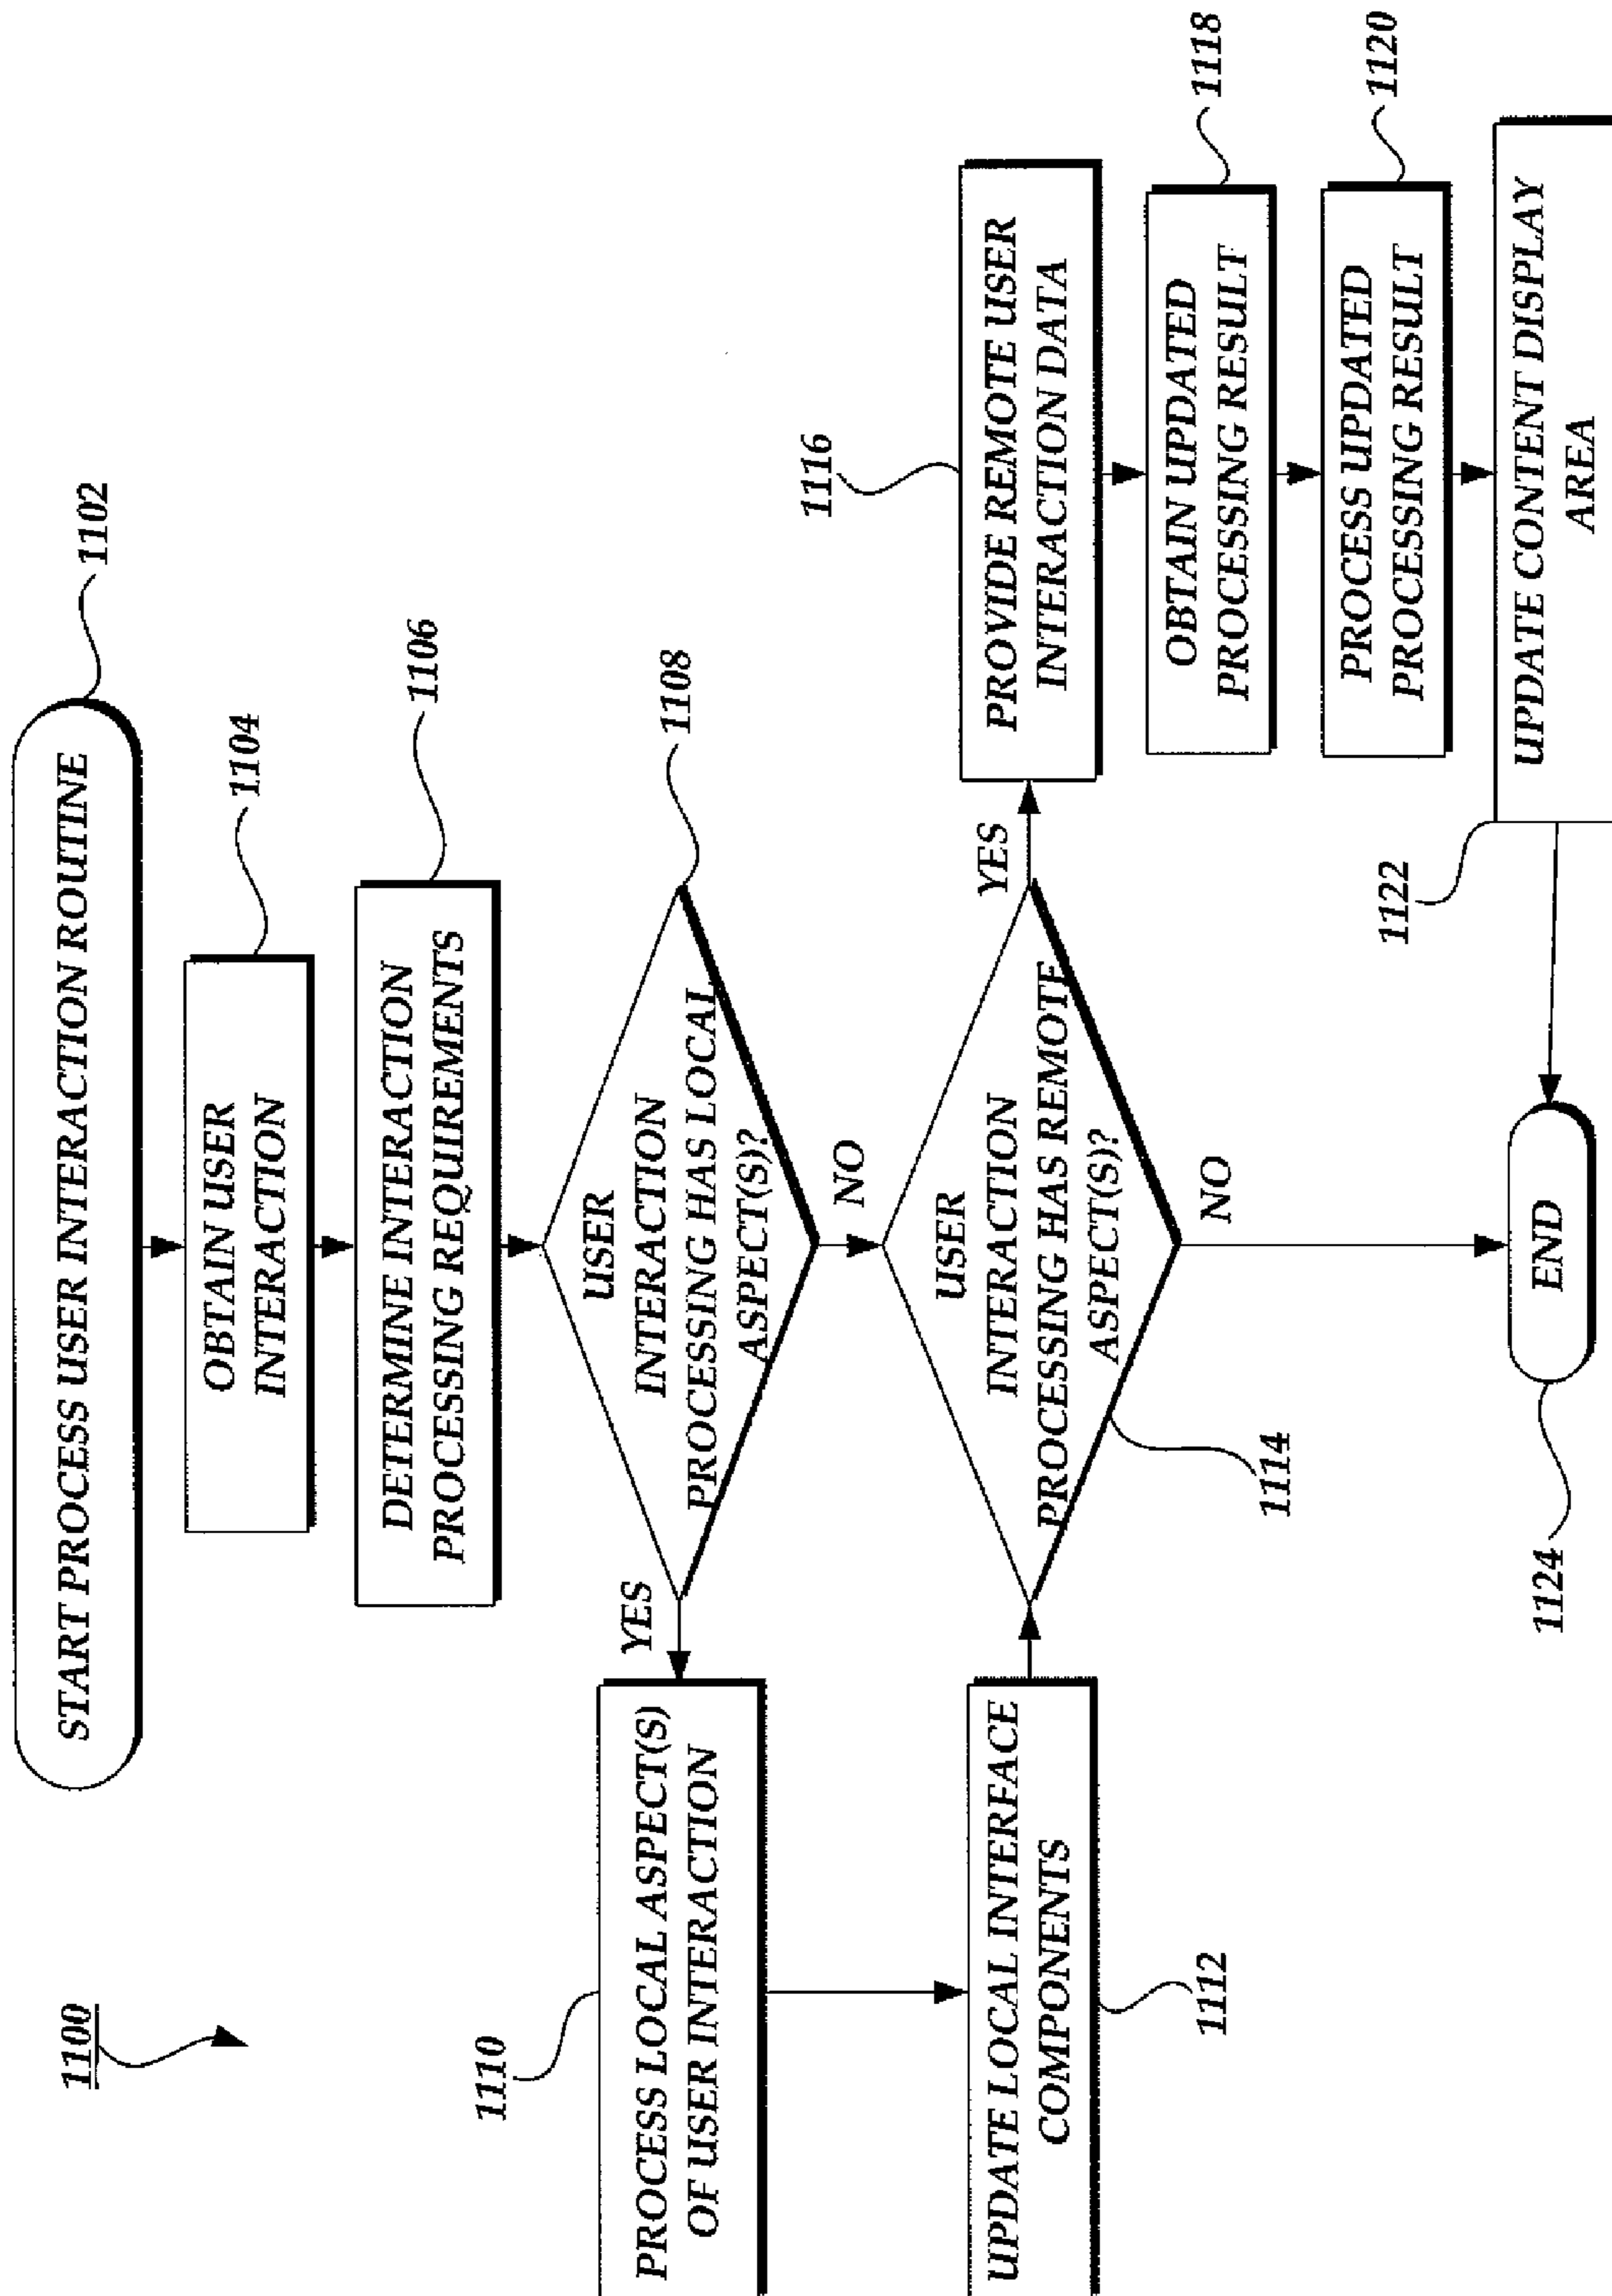 1100
START PROCESS USER INTERACTION ROUTINE
1102
OBTAIN USER
INTERACTION
1104
DETERMINE INTERACTION
PROCESSING REQUIREMENTS
1106
USER
INTERACTION
PROCESSING HAS LOCAL
ASPECT(S)?
1108
YES
NO
1110
PROCESS LOCAL ASPECT(S)
OF USER INTERACTION
UPDATE LOCAL INTERFACE
COMPONENTS
1112
USER
INTERACTION
PROCESSING HAS REMOTE
ASPECT(S)?
1114
YES
NO
1116
PROVIDE REMOTE USER
INTERACTION DATA
OBTAIN UPDATED
PROCESSING RESULT
1118
PROCESS UPDATED
PROCESSING RESULT
1120
UPDATE CONTENT DISPLAY
AREA
1122
END
1124